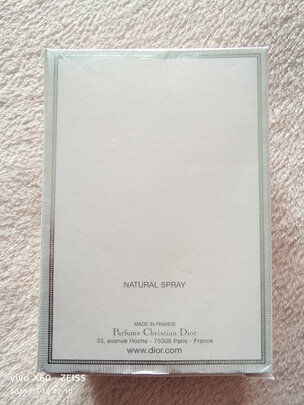 NATURAL SPRAY
MADE IN FRANCE
Parfums Christian Dior
33, avenue Hoche - 75008 Paris - France
www.dior.com
vivo X60 · ZEISS